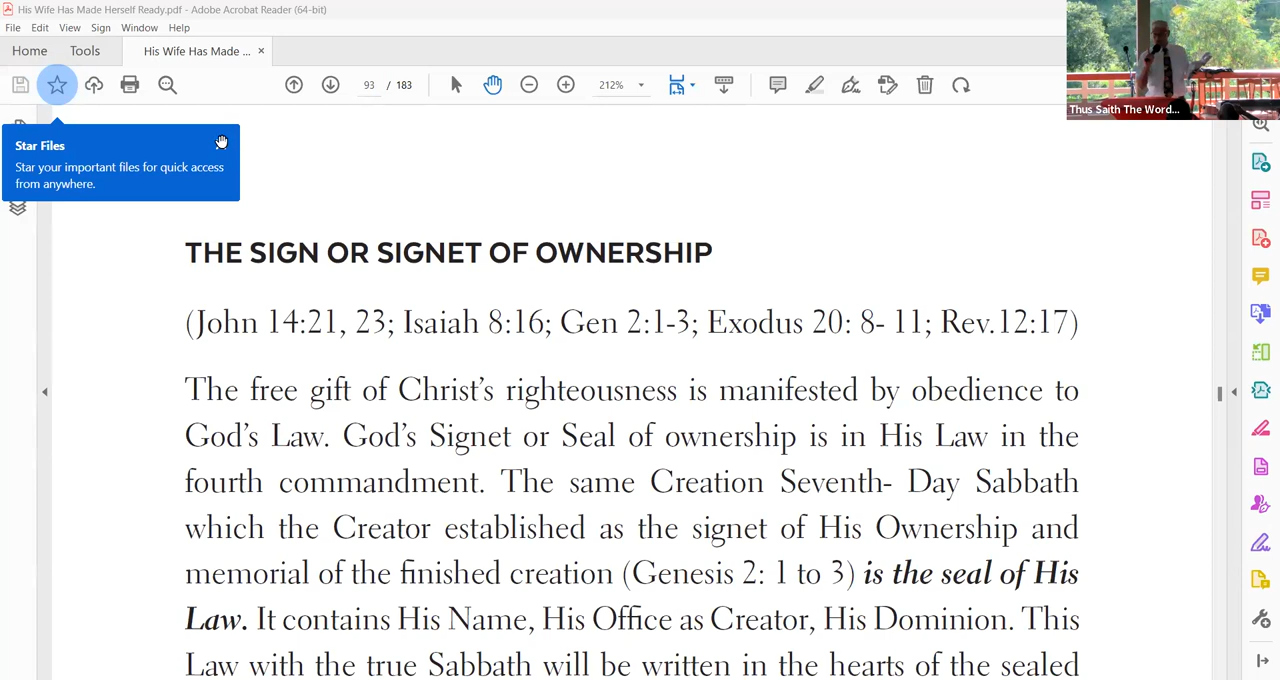 His Wife Has Made Herself Ready.pdf - Adobe Acrobat Reader (64-bit)
File Edit View Sign Window Help
Home Tools His Wife Has Made ... ×
93 / 183 212%
Thus Saith The Word...
Star Files
Star your important files for quick access
from anywhere.
THE SIGN OR SIGNET OF OWNERSHIP
(John 14:21, 23; Isaiah 8:16; Gen 2:1-3; Exodus 20: 8- 11; Rev.12:17)
The free gift of Christ's righteousness is manifested by obedience to
God's Law. God's Signet or Seal of ownership is in His Law in the
fourth commandment. The same Creation Seventh- Day Sabbath
which the Creator established as the signet of His Ownership and
memorial of the finished creation (Genesis 2: 1 to 3) is the seal of His
Law. It contains His Name, His Office as Creator, His Dominion. This
Law with the true Sabbath will be written in the hearts of the sealed